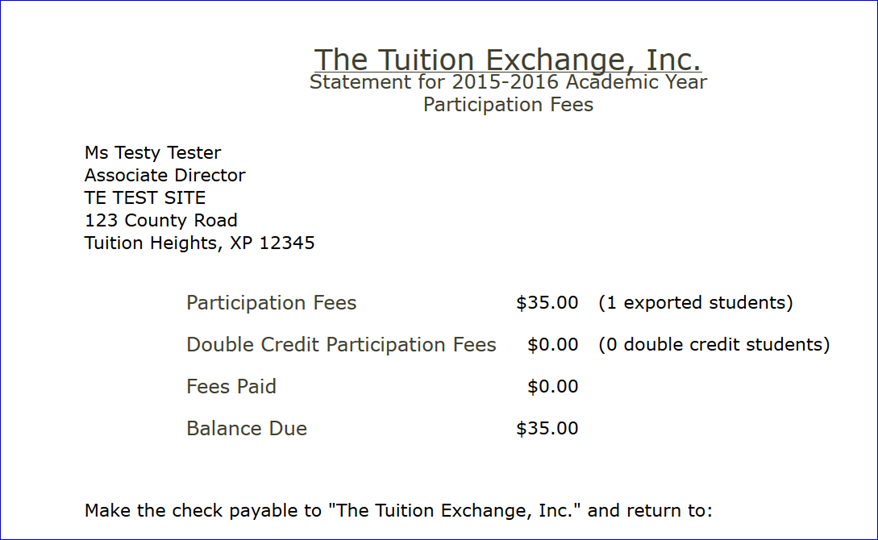 The Tuition Exchange, Inc.
Statement for 2015-2016 Academic Year
Participation Fees
Ms Testy Tester
Associate Director
TE TEST SITE
123 County Road
Tuition Heights, XP 12345
Participation Fees $35.00 (1 exported students)
Double Credit Participation Fees $0.00 (0 double credit students)
Fees Paid $0.00
Balance Due $35.00
Make the check payable to "The Tuition Exchange, Inc." and return to: